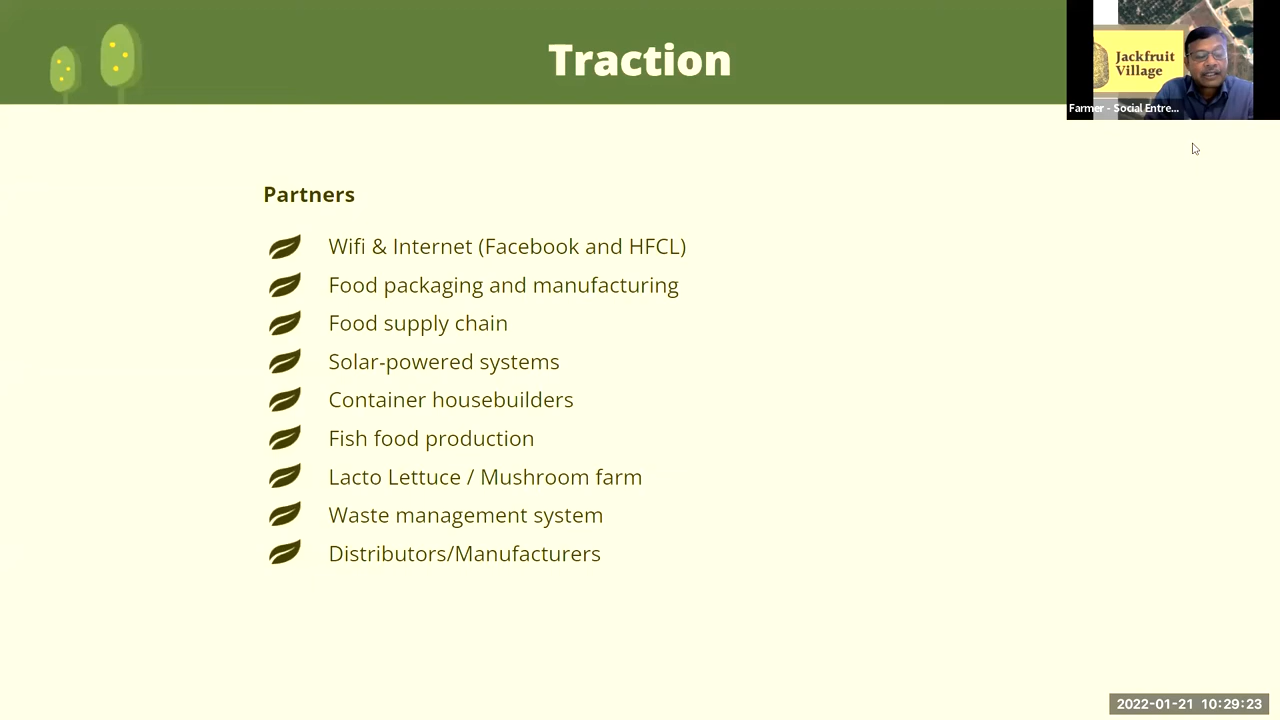 Traction
Jackfruit
Village
Farmer - Social Entre...
Partners
Wifi & Internet (Facebook and HFCL)
Food packaging and manufacturing
Food supply chain
Solar-powered systems
Container housebuilders
Fish food production
Lacto Lettuce / Mushroom farm
Waste management system
Distributors/Manufacturers
2022-01-21 10:29:23